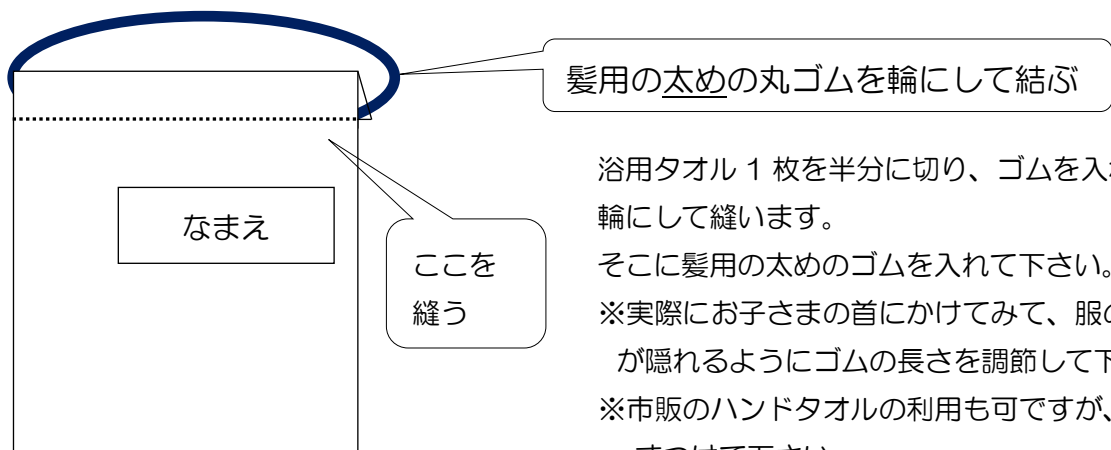 髪用の太めの丸ゴムを輪にして結ぶ
なまえ
ここを
縫う
浴用タオル 1 枚を半分に切り、ゴムを入
輪にして縫います。
そこに髪用の太めのゴムを入れて下さい。
※実際にお子さまの首にかけてみて、服の
が隠れるようにゴムの長さを調節して下
※市販のハンドタオルの利用も可ですが、